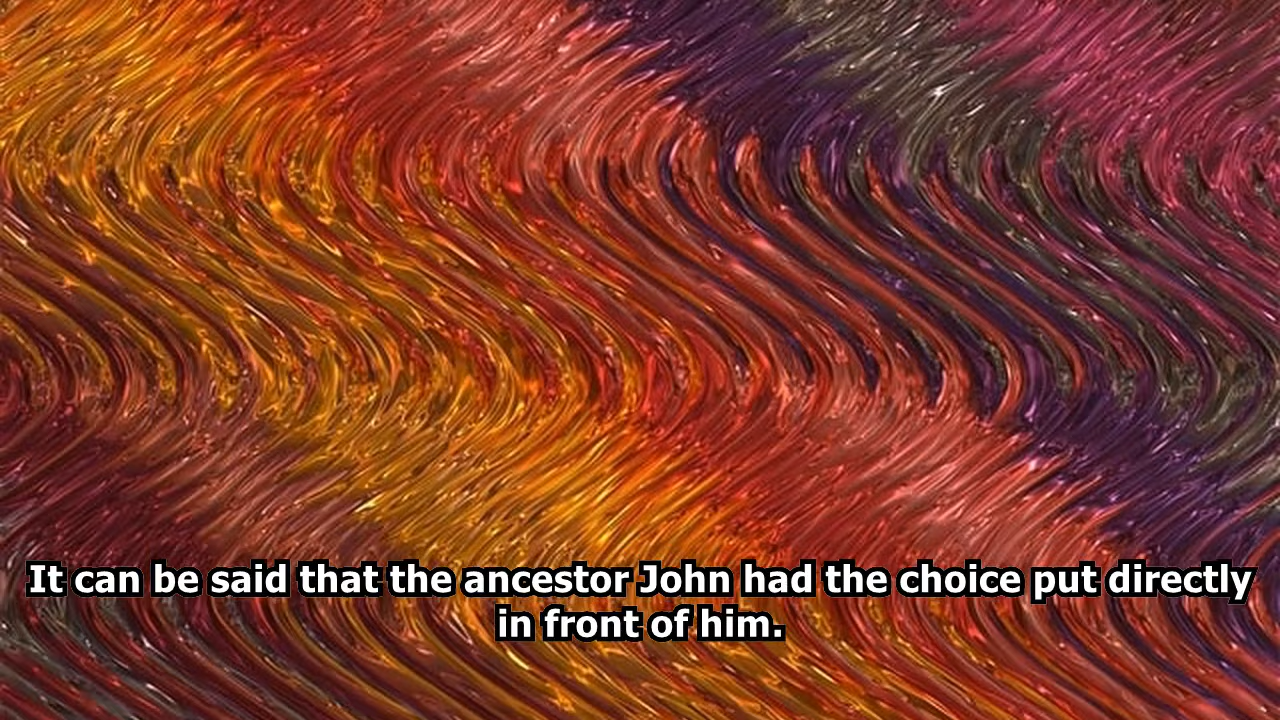 It can be said that the ancestor John had the choice put directly
in front of him.